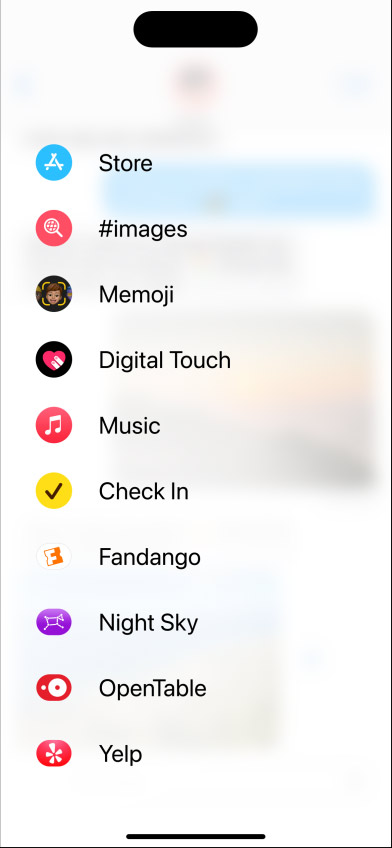 Store
#images
Memoji
Digital Touch
Music
Check In
Fandango
Night Sky
OpenTable
Yelp